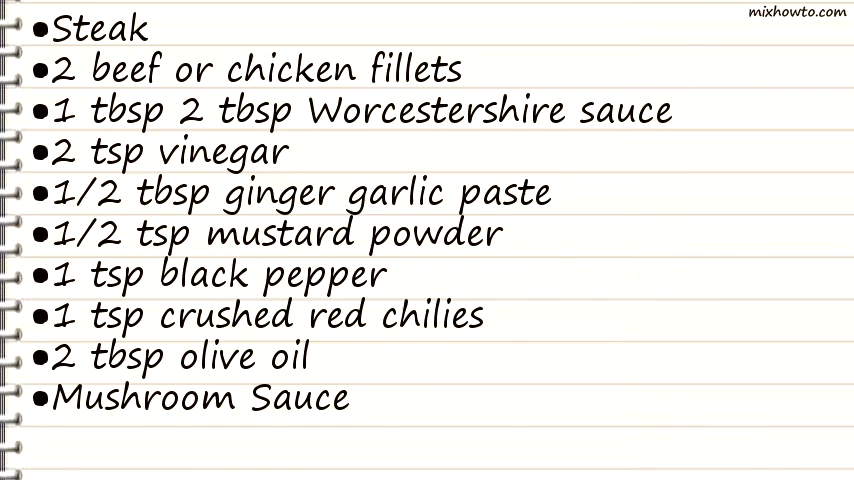 mixhowto.com
•Steak
•2 beef or chicken fillets
•1 tbsp 2 tbsp Worcestershire sauce
•2 tsp vinegar
•1/2 tbsp ginger garlic paste
•1/2 tsp mustard powder
•1 tsp black pepper
•1 tsp crushed red chilies
•2 tbsp olive oil
•Mushroom Sauce